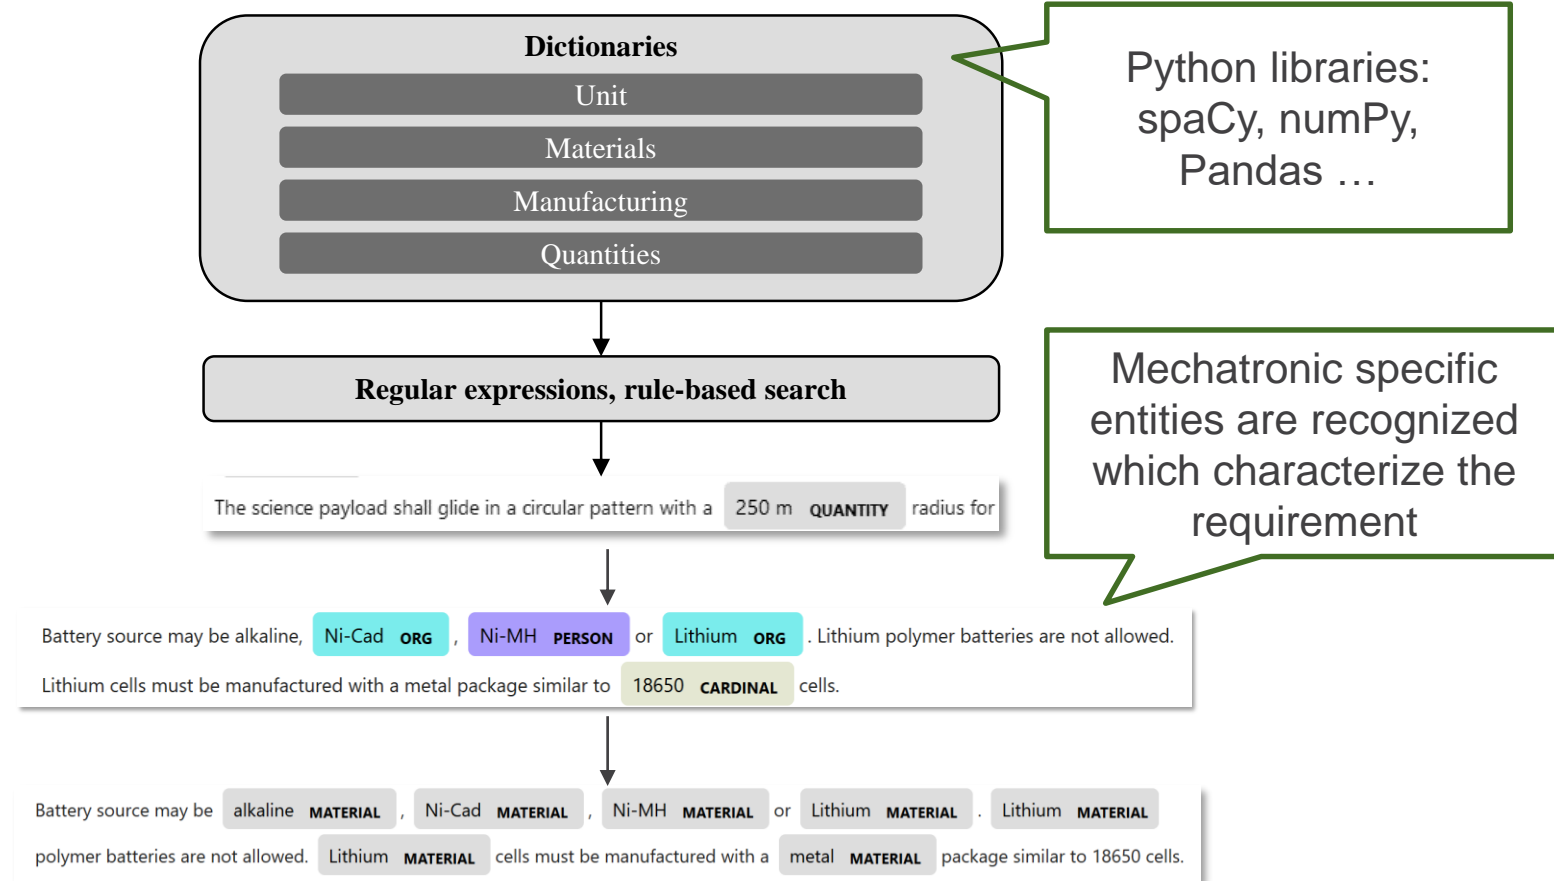 Dictionaries
Unit
Materials
Manufacturing
Quantities
Python libraries:
spaCy, numPy,
Pandas …
Regular expressions, rule-based search
Mechatronic specific
entities are recognized
which characterize the
requirement
The science payload shall glide in a circular pattern with a 250 m QUANTITY radius for
Battery source may be alkaline, Ni-Cad ORG , Ni-MH PERSON or Lithium ORG . Lithium polymer batteries are not allowed.
Lithium cells must be manufactured with a metal package similar to 18650 CARDINAL cells.
Battery source may be alkaline MATERIAL , Ni-Cad MATERIAL , Ni-MH MATERIAL or Lithium MATERIAL . Lithium MATERIAL
polymer batteries are not allowed. Lithium MATERIAL cells must be manufactured with a metal MATERIAL package similar to 18650 cells.